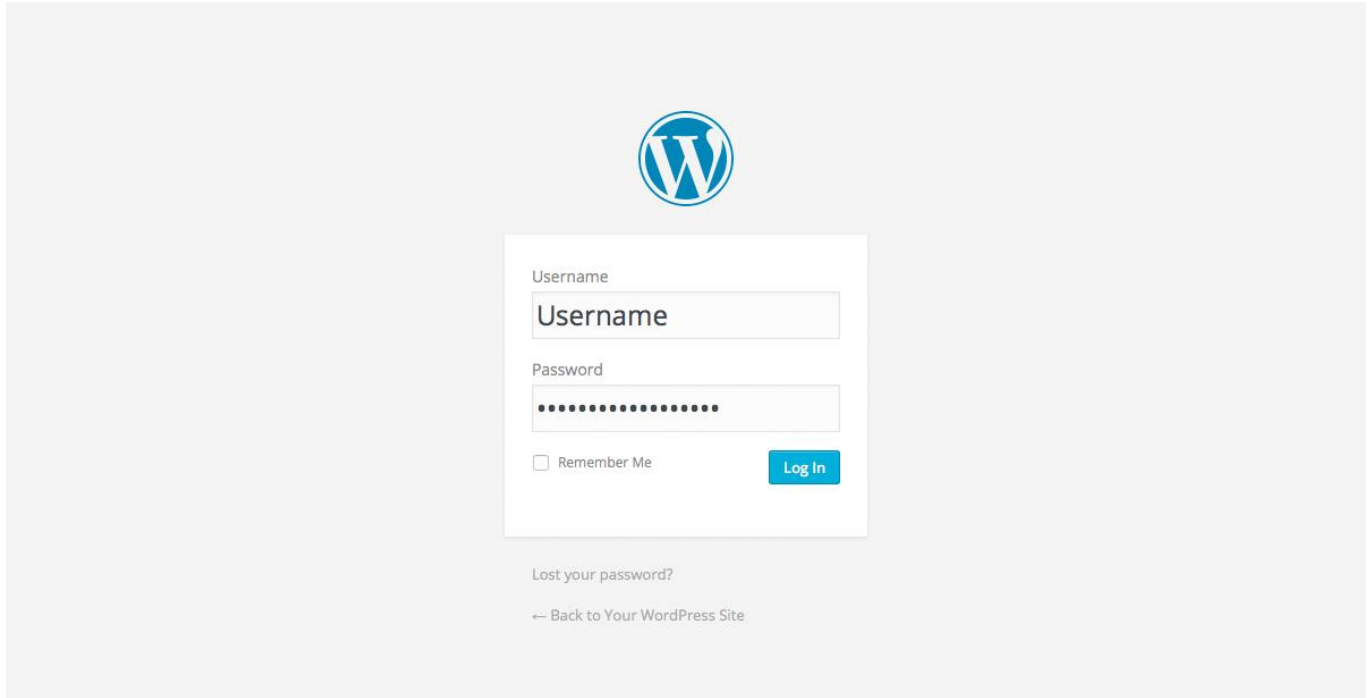 Username
Username
Password
••••••••••••••••••
Remember Me
Log In
Lost your password?
← Back to Your WordPress Site